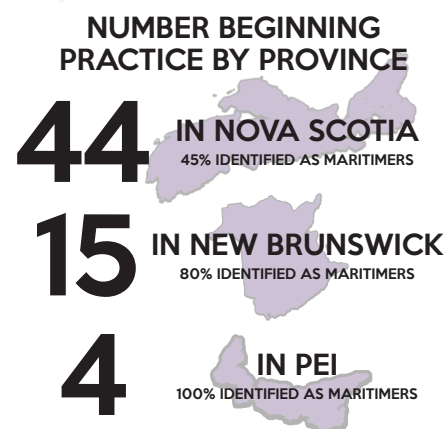 NUMBER BEGINNING
PRACTICE BY PROVINCE
44 IN NOVA SCOTIA
45% IDENTIFIED AS MARITIMERS
15 IN NEW BRUNSWICK
80% IDENTIFIED AS MARITIMERS
4 IN PEI
100% IDENTIFIED AS MARITIMERS